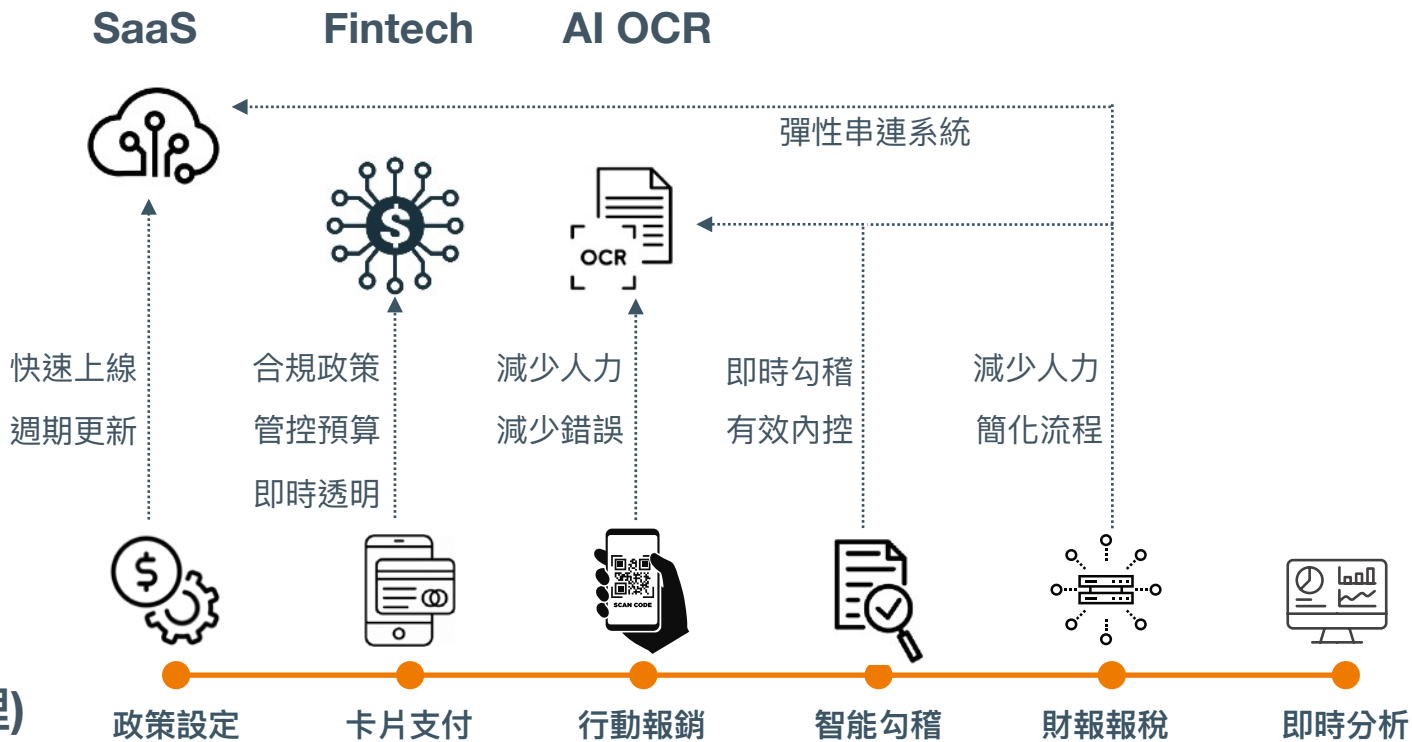 SaaS
Fintech
AI OCR
彈性串連系統
OCR
快速上線
週期更新
合規政策
管控預算
即時透明
減少人力
減少錯誤
即時勾稽
有效內控
減少人力
簡化流程
$
$
SCAN CODE
理)
政策設定
卡片支付
行動報銷
智能勾稽
財報報稅
即時分析